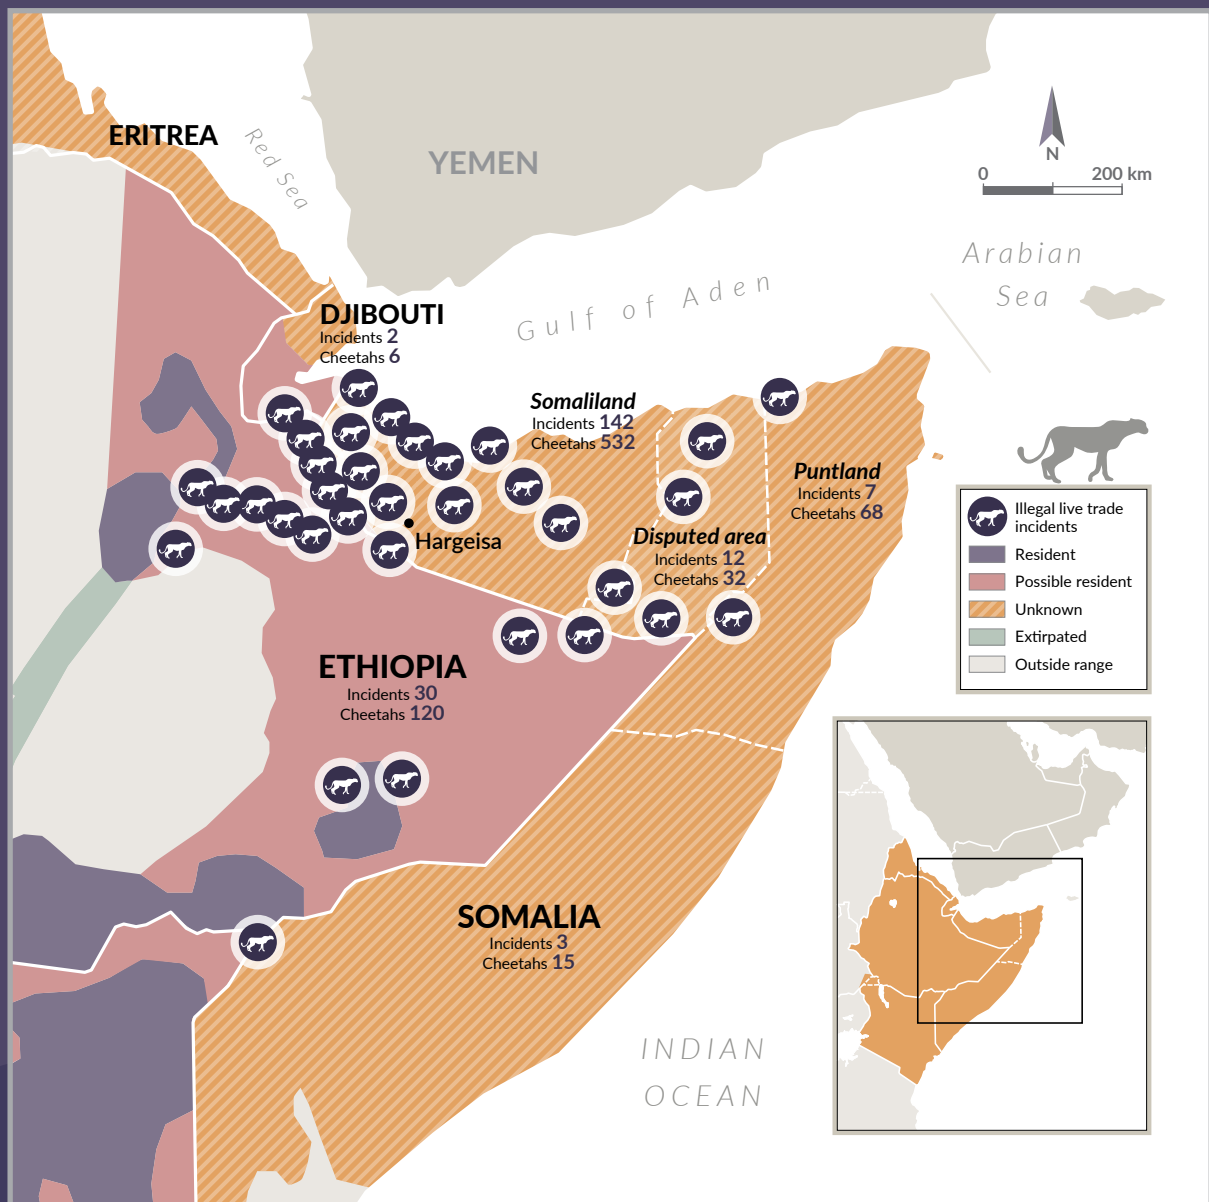 ERITREA
Red Sea
YEMEN
N
0 200 km
Arabian
Sea
Gulf of Aden
DJIBOUTI
Incidents 2
Cheetahs 6
Somaliland
Incidents 142
Cheetahs 532
Puntland
Incidents 7
Cheetahs 68
Disputed area
Incidents 12
Cheetahs 32
Hargeisa
ETHIOPIA
Incidents 30
Cheetahs 120
SOMALIA
Incidents 3
Cheetahs 15
INDIAN
OCEAN
Illegal live trade
incidents
Resident
Possible resident
Unknown
Extirpated
Outside range